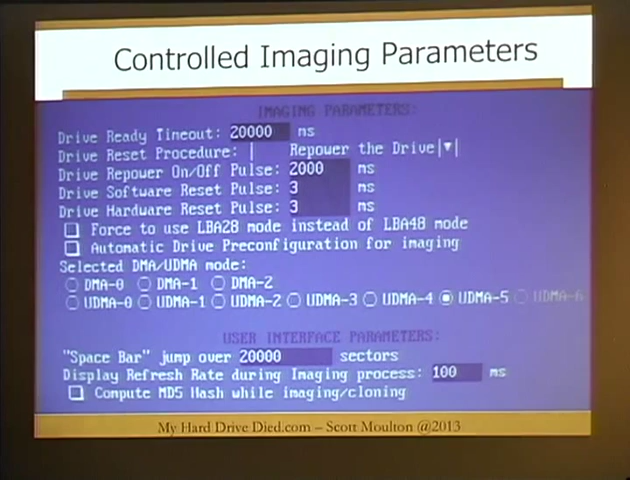 Controlled Imaging Parameters
IMAGING PARAMETERS:
Drive Ready Timeout: 20000 ms
Drive Reset Procedure: | Repower the Drive|▼|
Drive Repower On/Off Pulse: 2000 ms
Drive Software Reset Pulse: 3 ms
Drive Hardware Reset Pulse: 3 ms
Force to use LBA28 mode instead of LBA48 mode
Automatic Drive Preconfiguration for imaging
Selected DMA/UDMA mode:
DMA-0 DMA-1 DMA-2
UDMA-0 UDMA-1 UDMA-2 UDMA-3 UDMA-4 UDMA-5 UDMA-6
USER INTERFACE PARAMETERS:
"Space Bar" jump over 20000 sectors
Display Refresh Rate during Imaging process: 100 ms
Compute MD5 Hash while imaging/cloning
My Hard Drive Died.com – Scott Moulton @2013